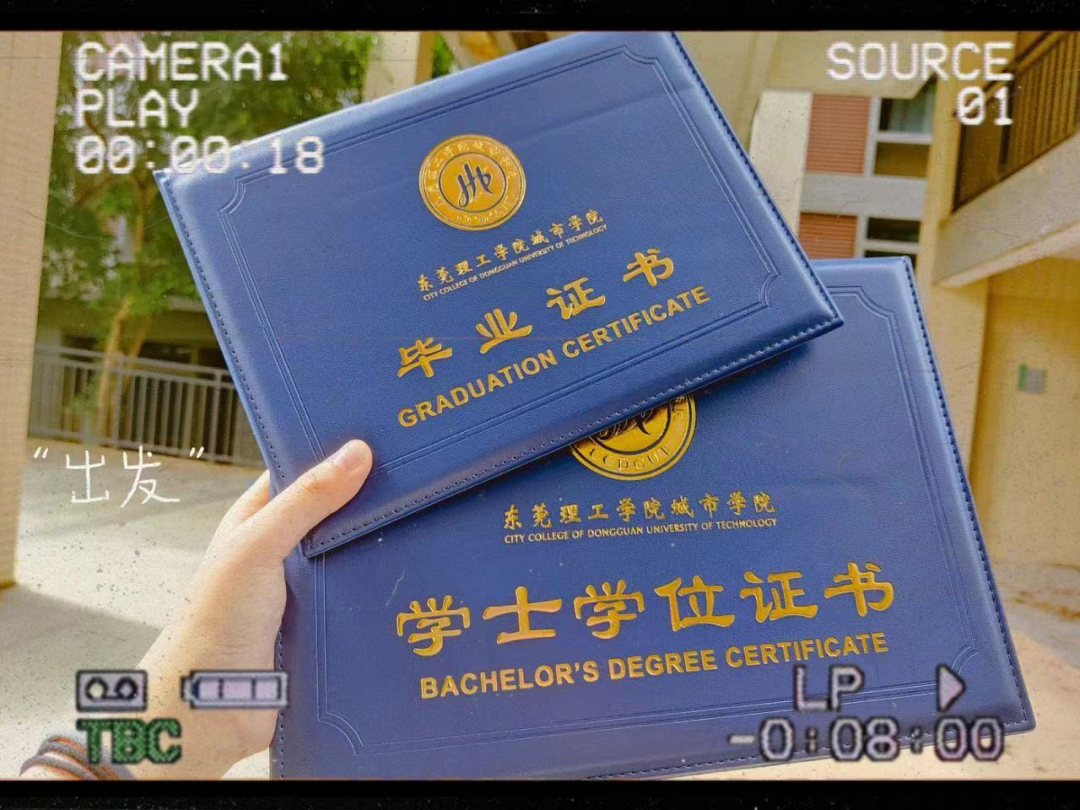 CAMERA1
PLAY
00:00:18
SOURCE
01
东莞理工学院城市学院
CITY COLLEGE OF DONGGUAN UNIVERSITY OF TECHNOLOGY
毕业证书
GRADUATION CERTIFICATE
“出发”
CCDGUT
东莞理工学院城市学院
CITY COLLEGE OF DONGGUAN UNIVERSITY OF TECHNOLOGY
学士学位证书
BACHELOR'S DEGREE CERTIFICATE
TBC
LP
-0:08:00